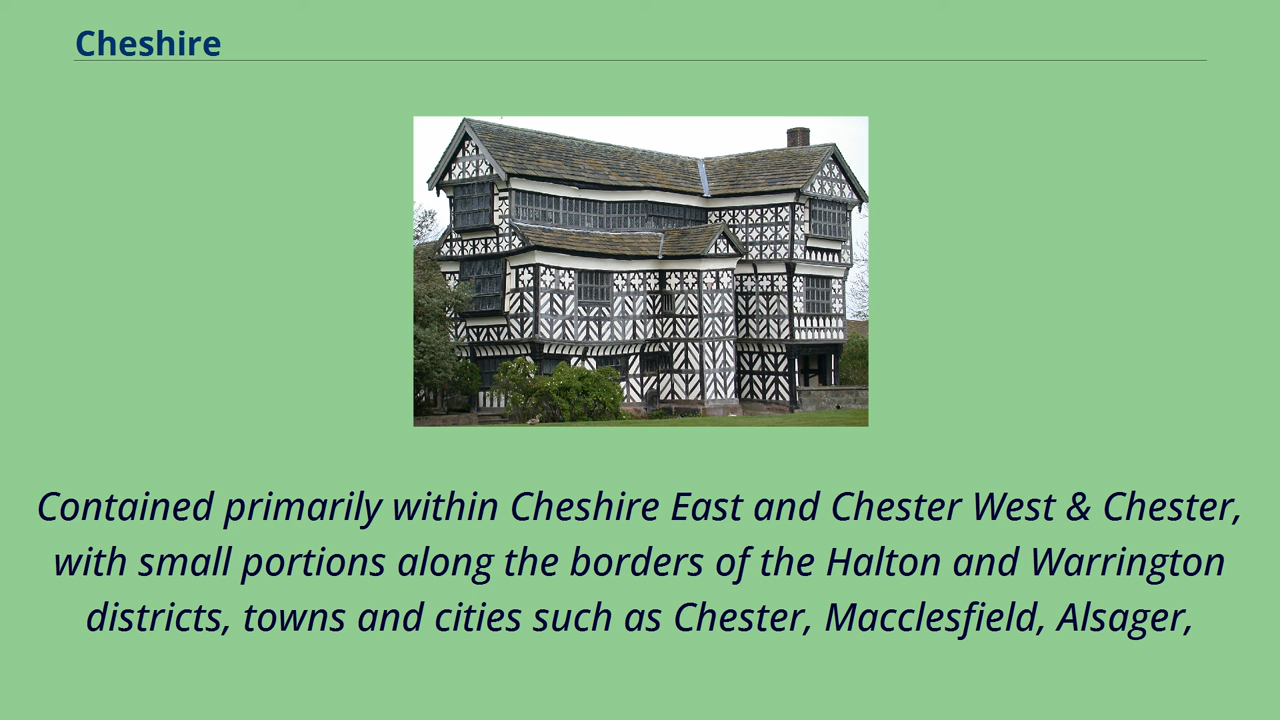 Cheshire
Contained primarily within Cheshire East and Chester West & Chester,
with small portions along the borders of the Halton and Warrington
districts, towns and cities such as Chester, Macclesfield, Alsager,